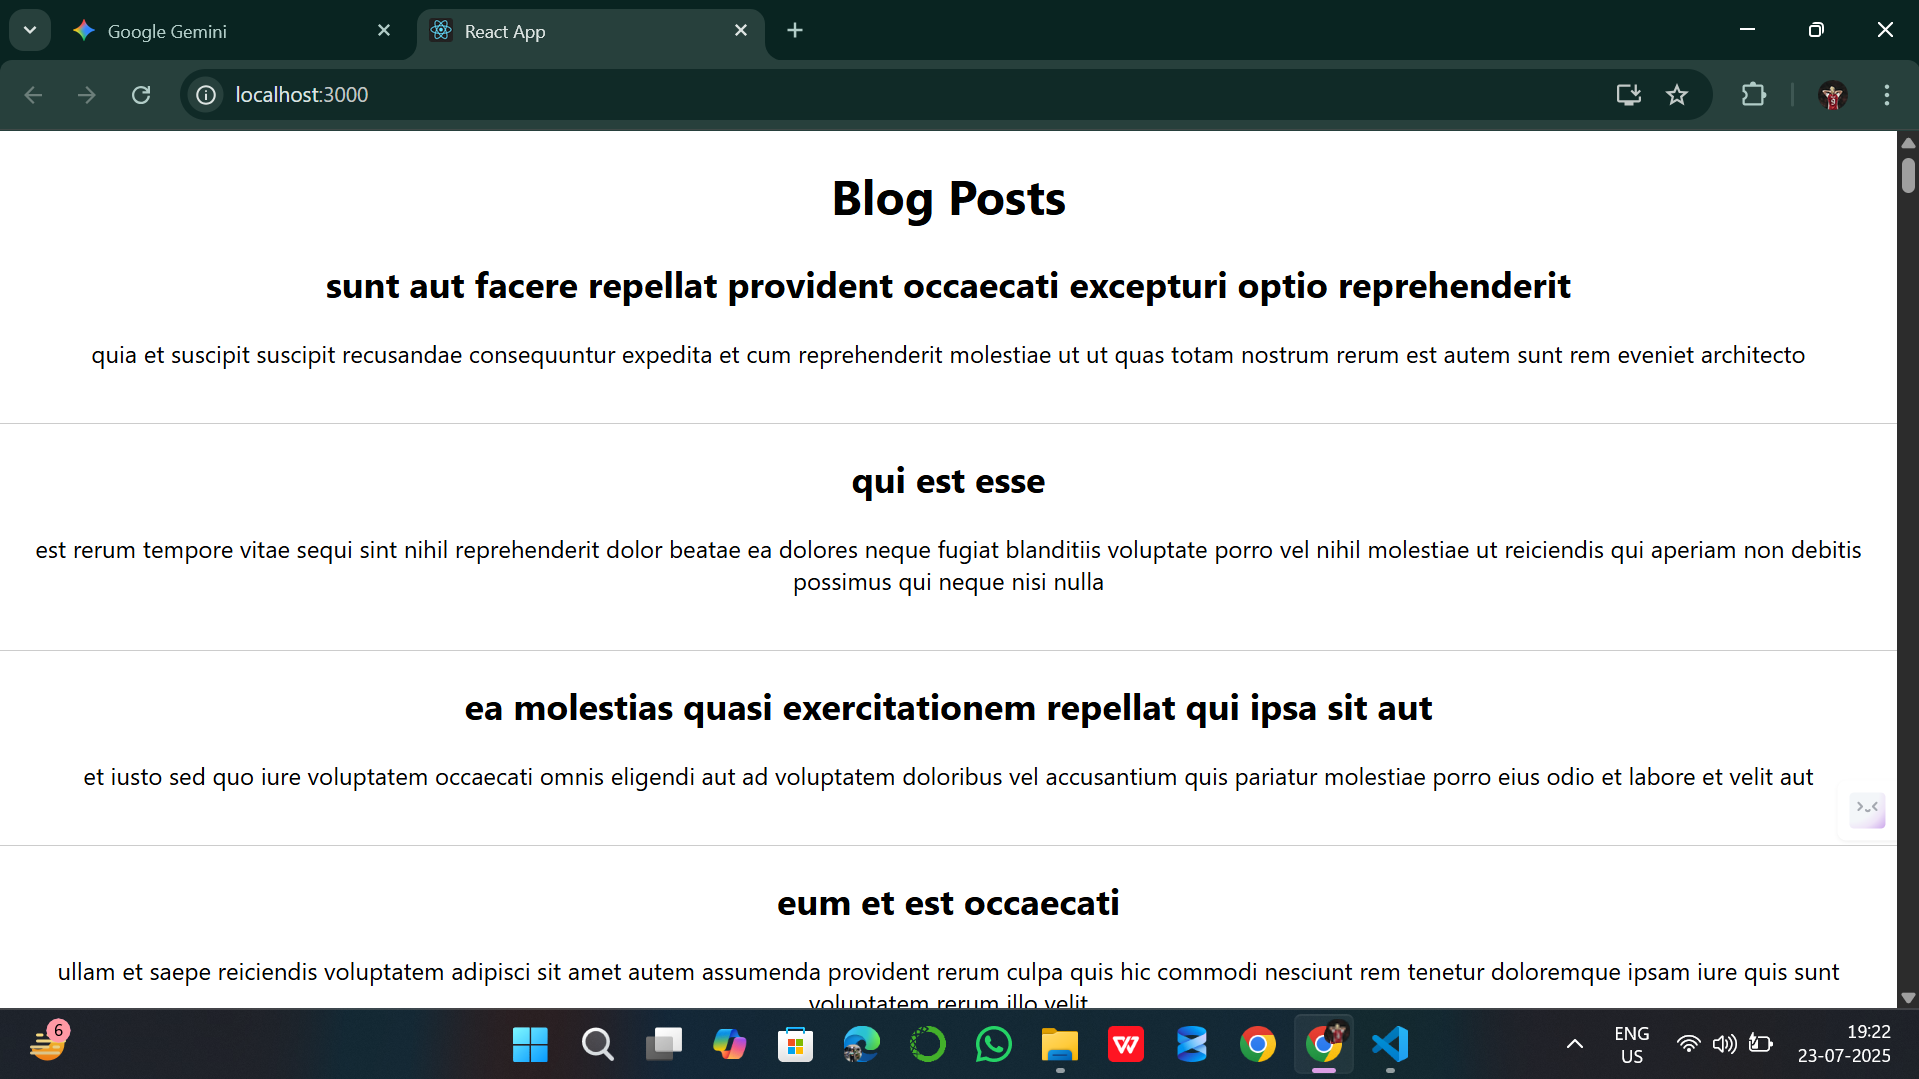 Google Gemini
React App
localhost:3000
Blog Posts
sunt aut facere repellat provident occaecati excepturi optio reprehenderit
quia et suscipit suscipit recusandae consequuntur expedita et cum reprehenderit molestiae ut ut quas totam nostrum rerum est autem sunt rem eveniet architecto
qui est esse
est rerum tempore vitae sequi sint nihil reprehenderit dolor beatae ea dolores neque fugiat blanditiis voluptate porro vel nihil molestiae ut reiciendis qui aperiam non debitis
possimus qui neque nisi nulla
ea molestias quasi exercitationem repellat qui ipsa sit aut
et iusto sed quo iure voluptatem occaecati omnis eligendi aut ad voluptatem doloribus vel accusantium quis pariatur molestiae porro eius odio et labore et velit aut
eum et est occaecati
ullam et saepe reiciendis voluptatem adipisci sit amet autem assumenda provident rerum culpa quis hic commodi nesciunt rem tenetur doloremque ipsam iure quis sunt
voluptatem rerum illo velit
6
ENG
US
19:22
23-07-2025